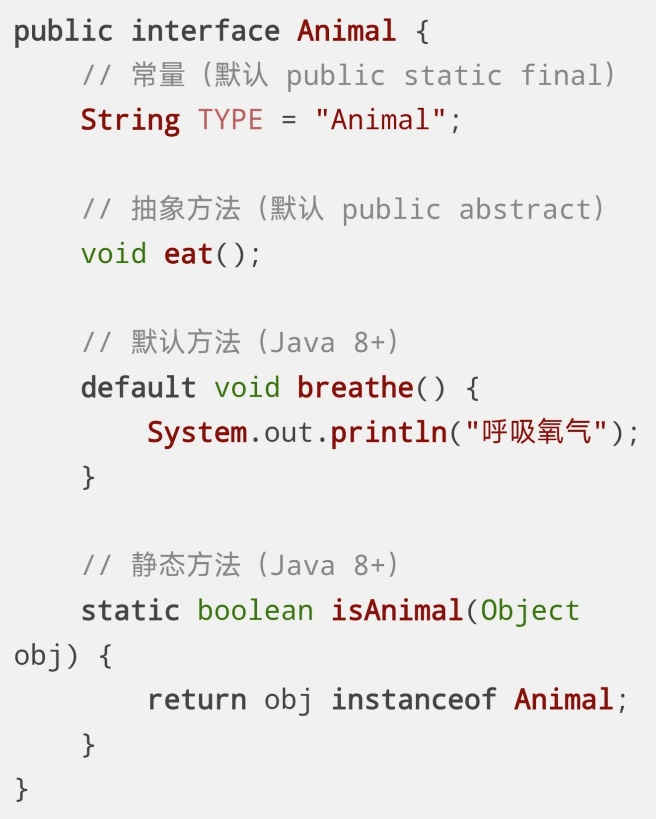 public interface Animal {
    // 常量（默认 public static final）
    String TYPE = "Animal";

    // 抽象方法（默认 public abstract）
    void eat();

    // 默认方法（Java 8+）
    default void breathe() {
        System.out.println("呼吸氧气");
    }

    // 静态方法（Java 8+）
    static boolean isAnimal(Object
obj) {
        return obj instanceof Animal;
    }
}